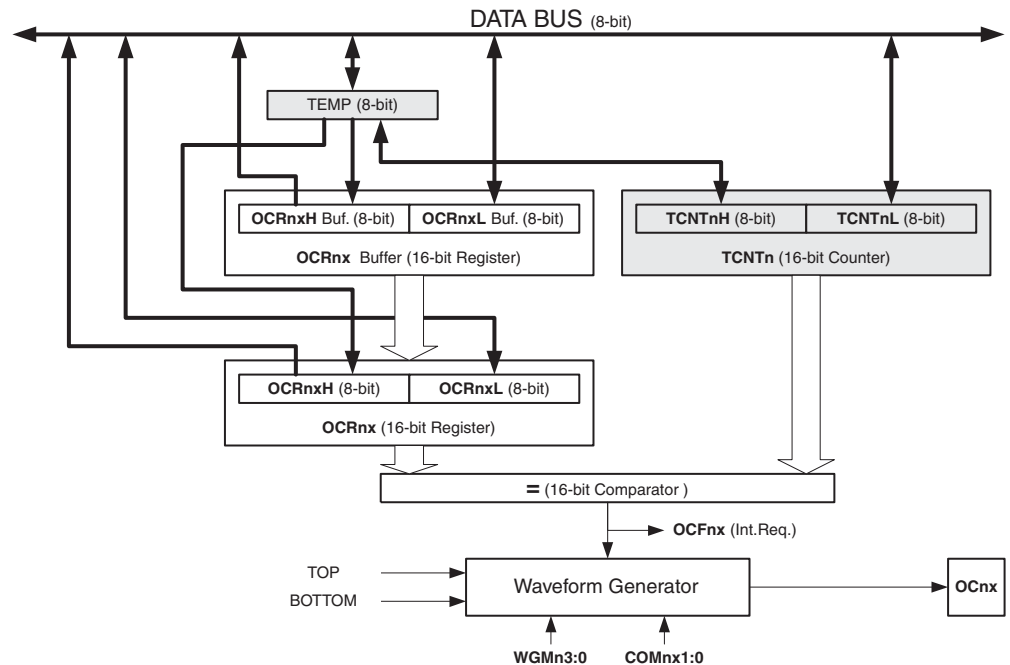 DATA BUS (8-bit)
TEMP (8-bit)
OCRnxH Buf. (8-bit) OCRnxL Buf. (8-bit)
OCRnx Buffer (16-bit Register)
TCNTnH (8-bit) TCNTnL (8-bit)
TCNTn (16-bit Counter)
OCRnxH (8-bit) OCRnxL (8-bit)
OCRnx (16-bit Register)
= (16-bit Comparator )
OCFnx (Int.Req.)
TOP
BOTTOM
Waveform Generator
OCnx
WGMn3:0 COMnx1:0